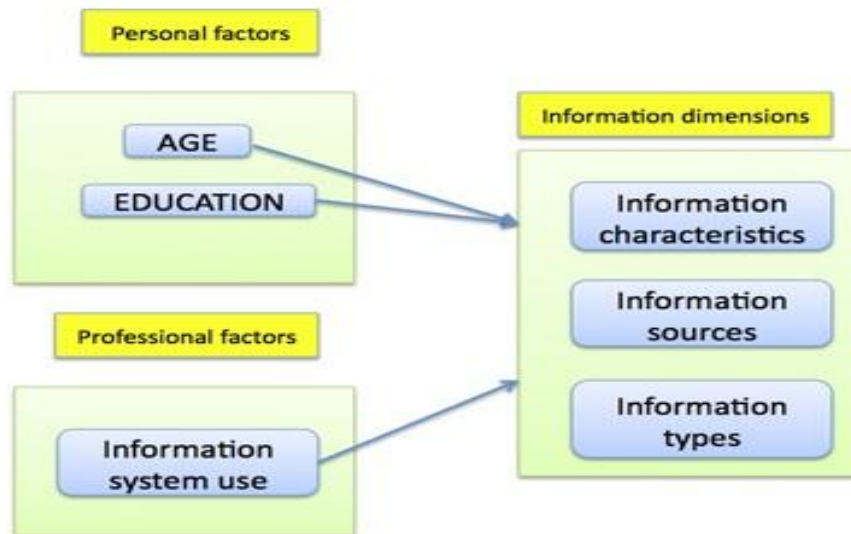 Personal factors
AGE
EDUCATION
Professional factors
Information
system use
Information dimensions
Information
characteristics
Information
sources
Information
types